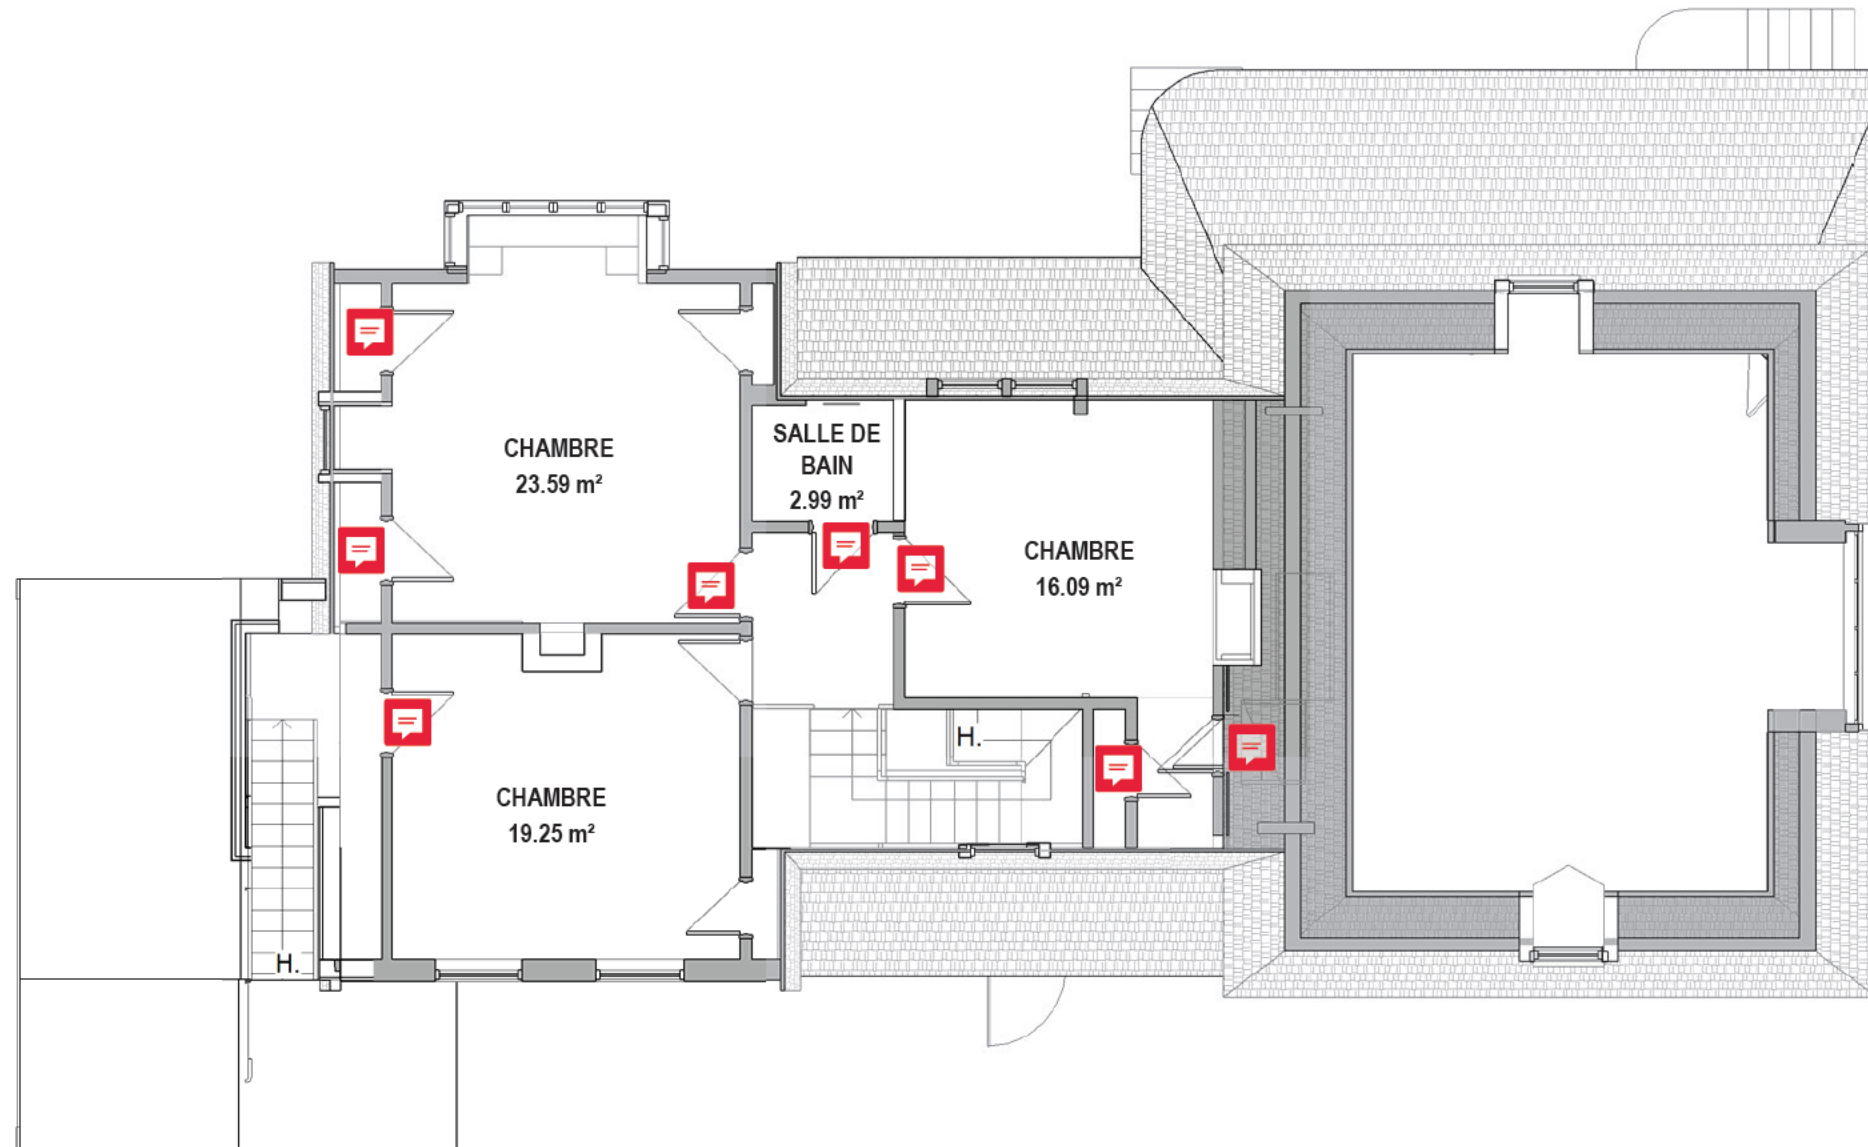 CHAMBRE
23.59 m²
SALLE DE
BAIN
2.99 m²
CHAMBRE
16.09 m²
H.
CHAMBRE
19.25 m²
H.